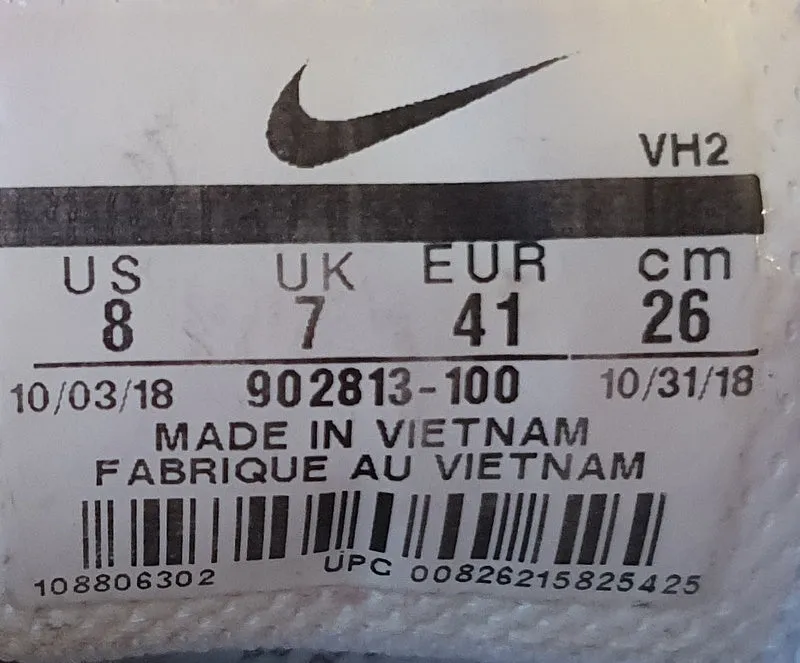 VH2
US UK EUR cm
8 7 41 26
10/03/18 902813-100 10/31/18
MADE IN VIETNAM
FABRIQUE AU VIETNAM
108806302 UPC 00826215825425